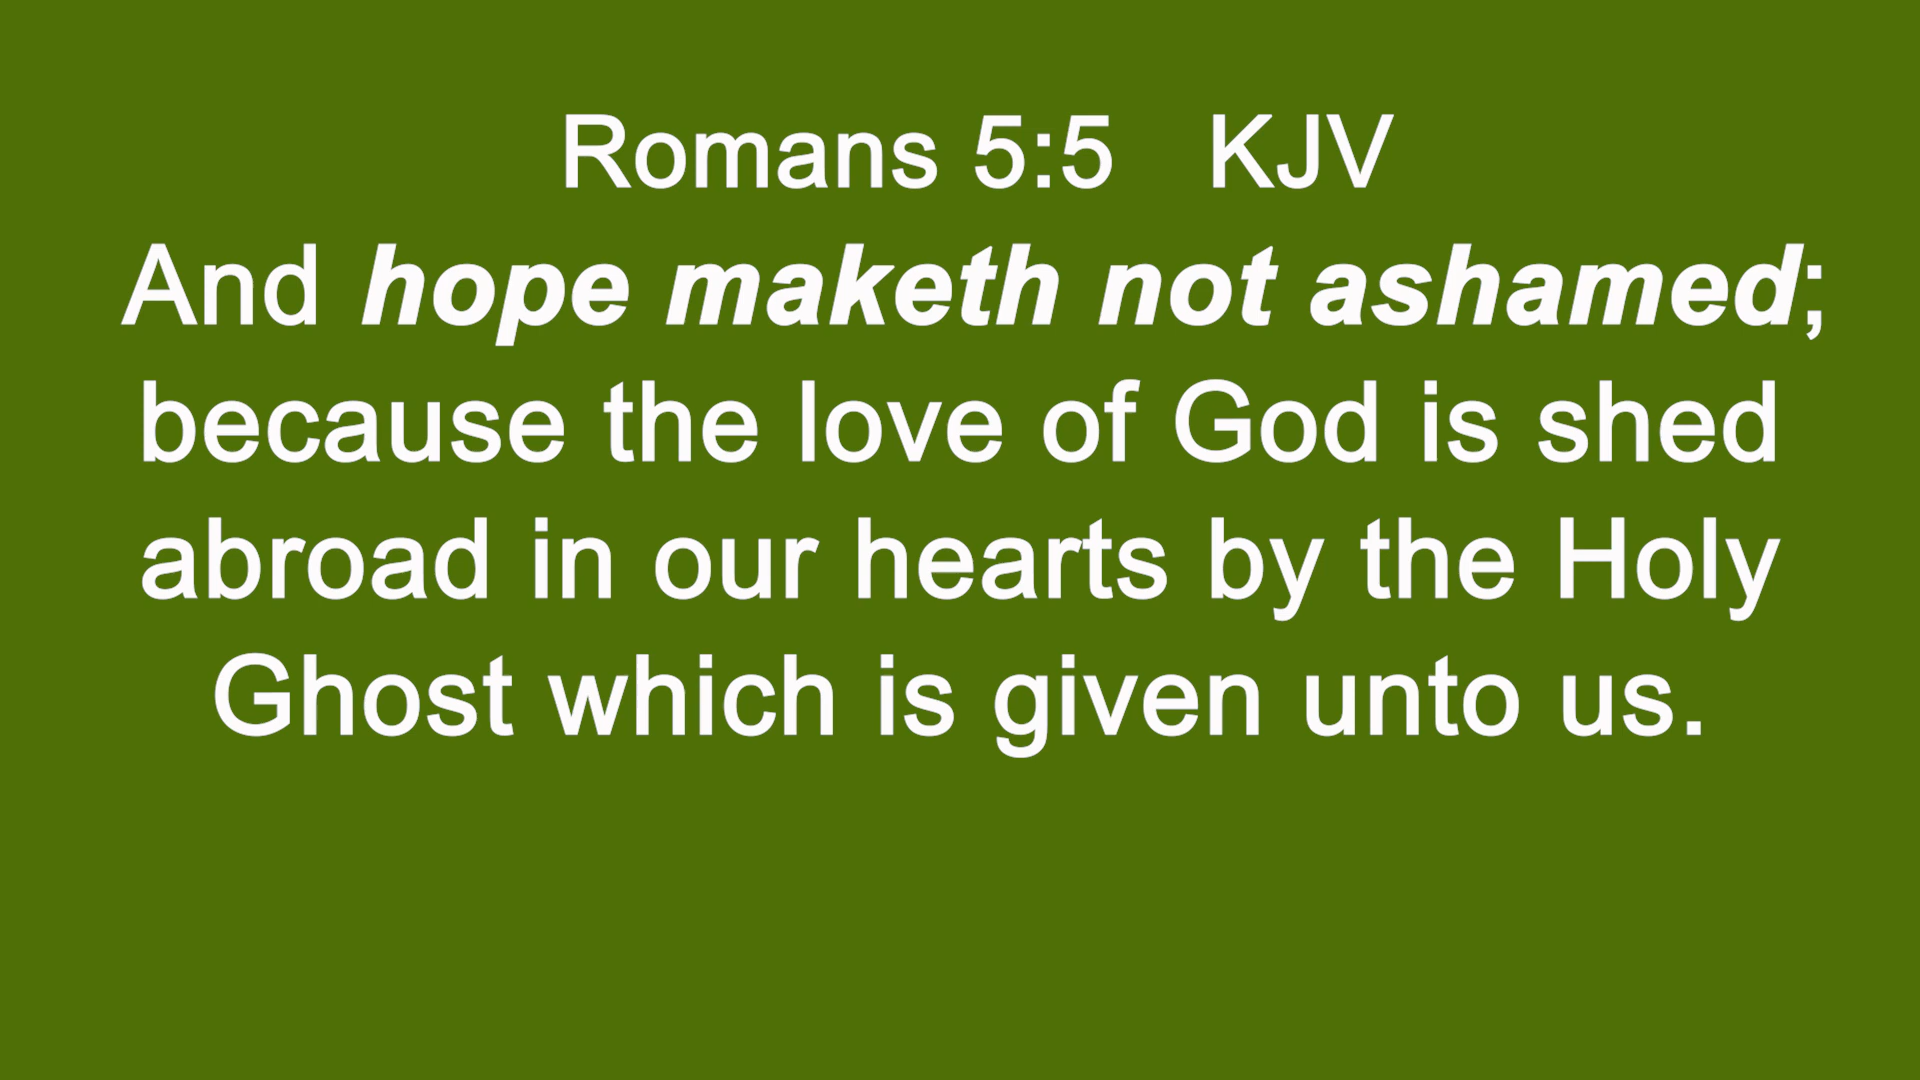 Romans 5:5   KJV
And hope maketh not ashamed;
because the love of God is shed
abroad in our hearts by the Holy
Ghost which is given unto us.